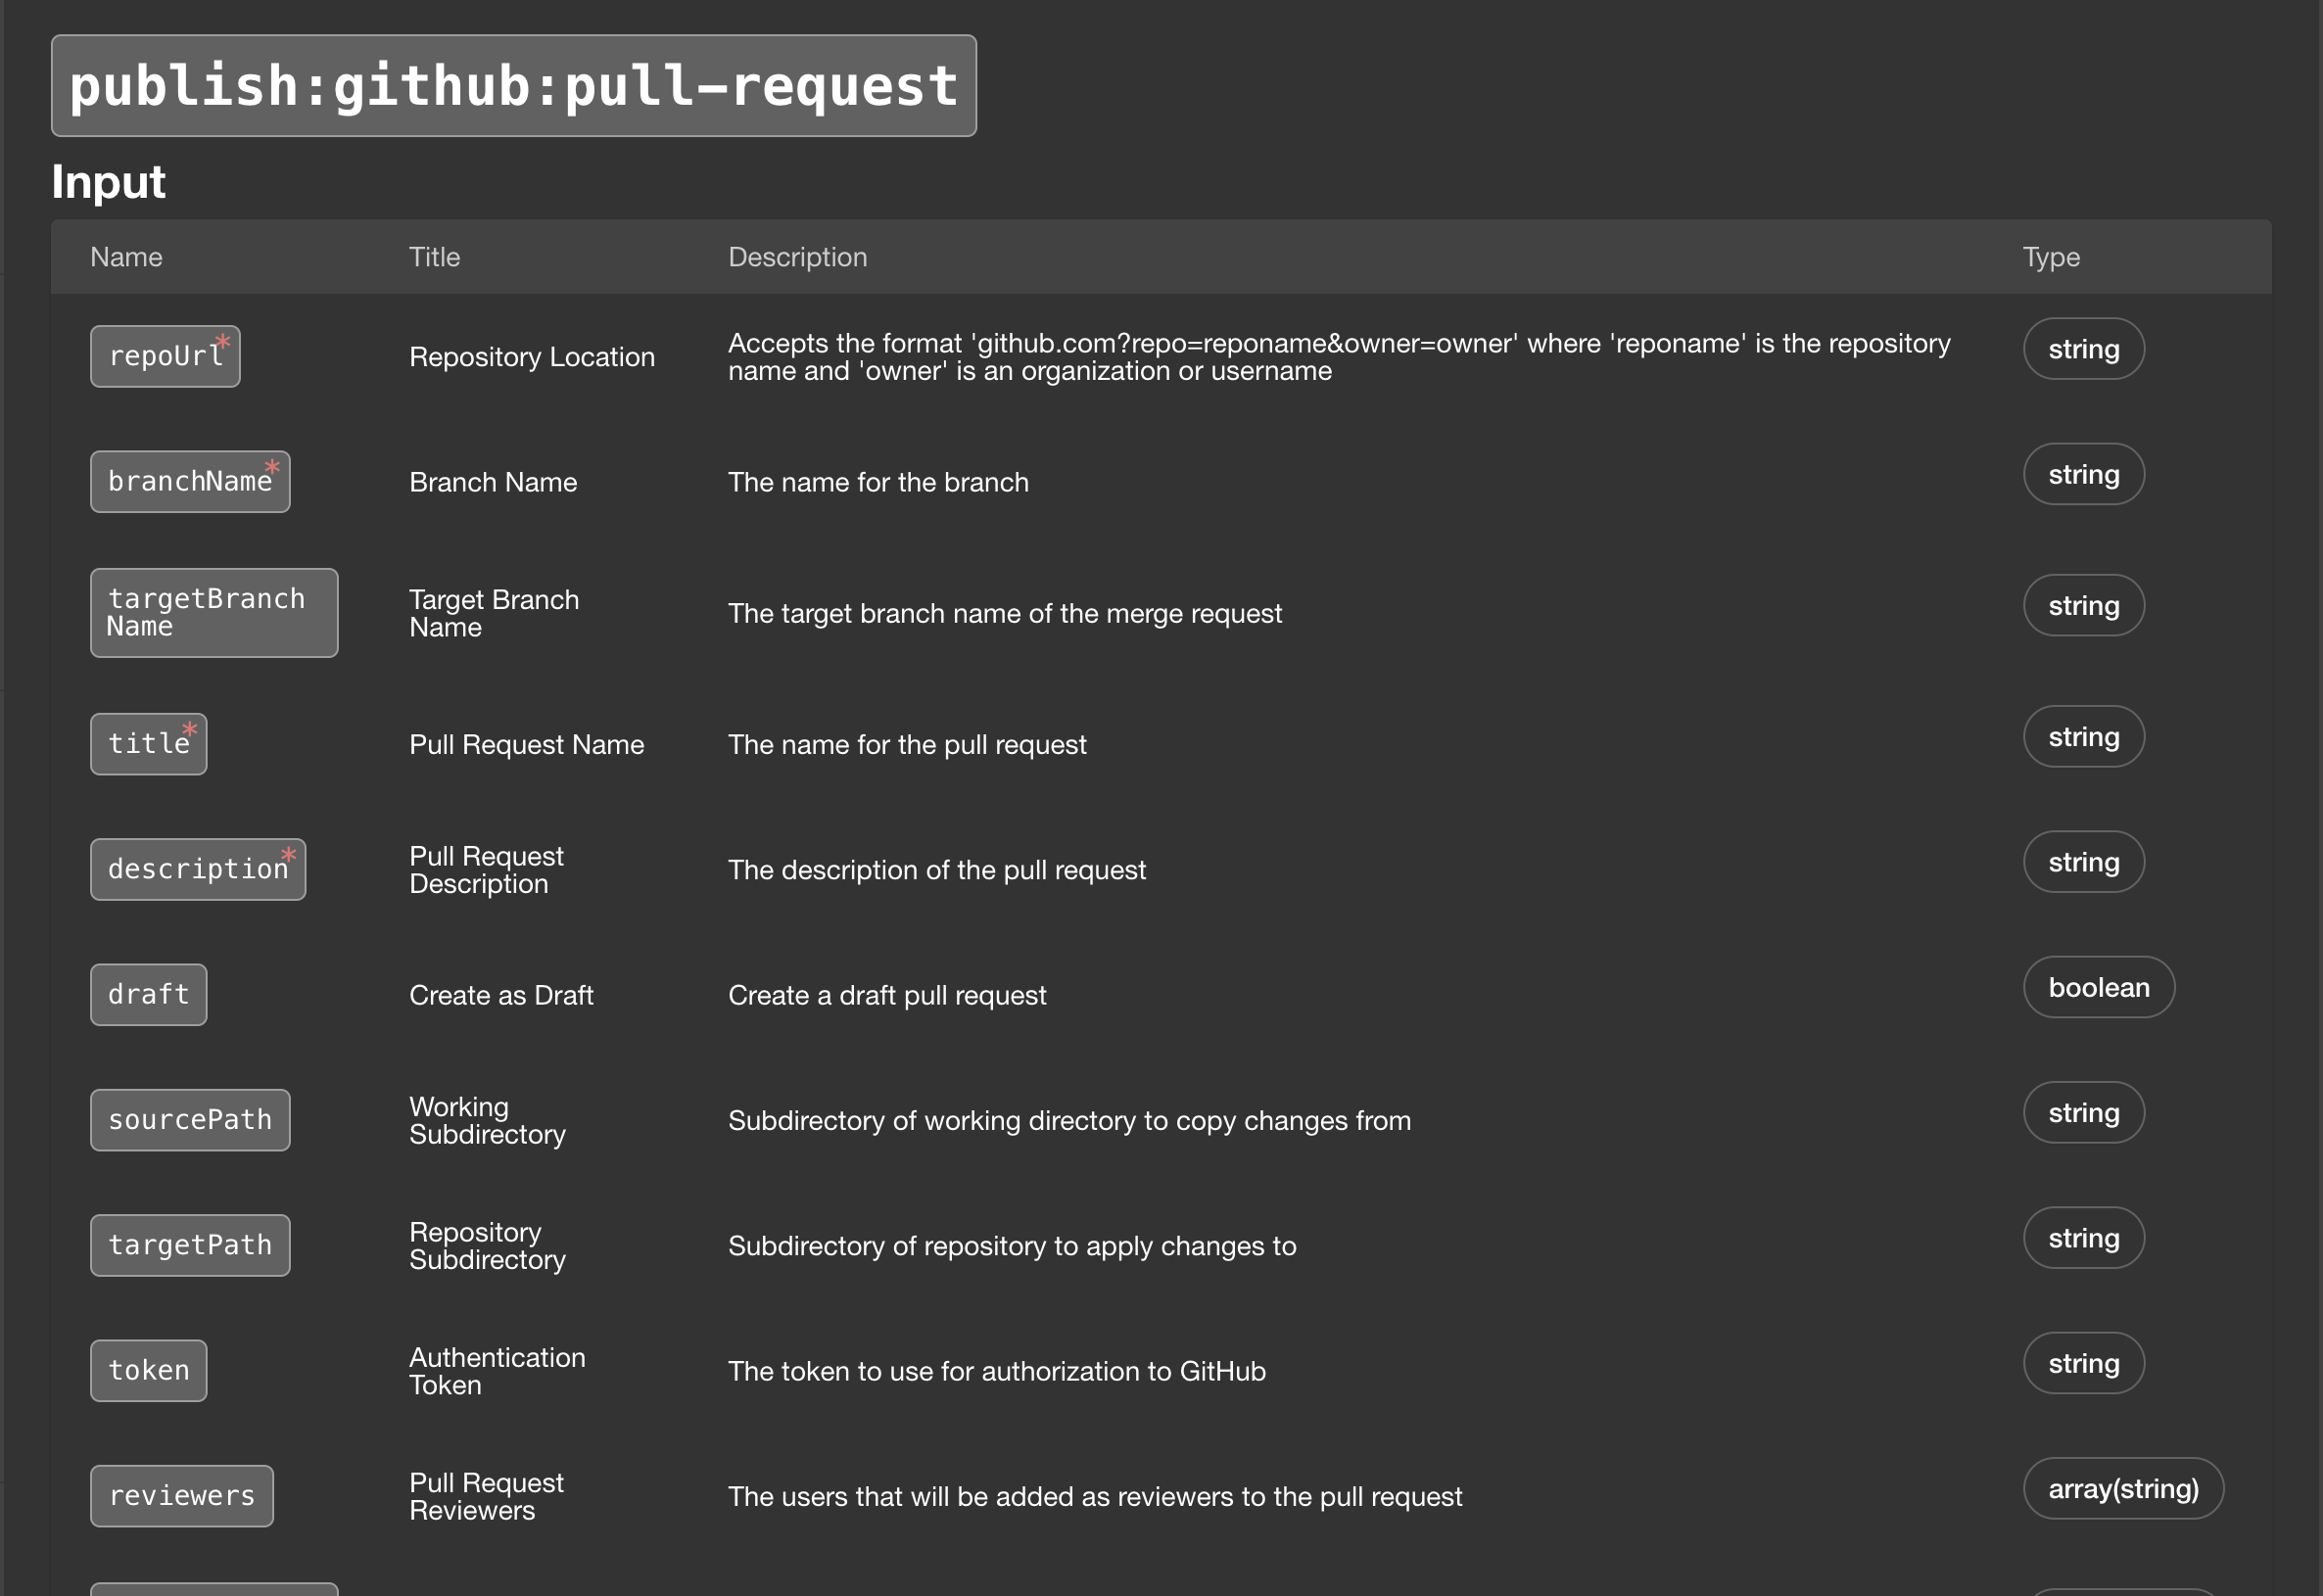 publish:github:pull-request
Input
Name Title Description Type
repoUrl* Repository Location Accepts the format 'github.com?repo=reponame&owner=owner' where 'reponame' is the repository string
name and 'owner' is an organization or username
branchName* Branch Name The name for the branch string
targetBranch Target Branch The target branch name of the merge request string
Name Name
title* Pull Request Name The name for the pull request string
description* Pull Request The description of the pull request string
Description
draft Create as Draft Create a draft pull request boolean
sourcePath Working Subdirectory of working directory to copy changes from string
Subdirectory
targetPath Repository Subdirectory of repository to apply changes to string
Subdirectory
token Authentication The token to use for authorization to GitHub string
Token
reviewers Pull Request The users that will be added as reviewers to the pull request array(string)
Reviewers